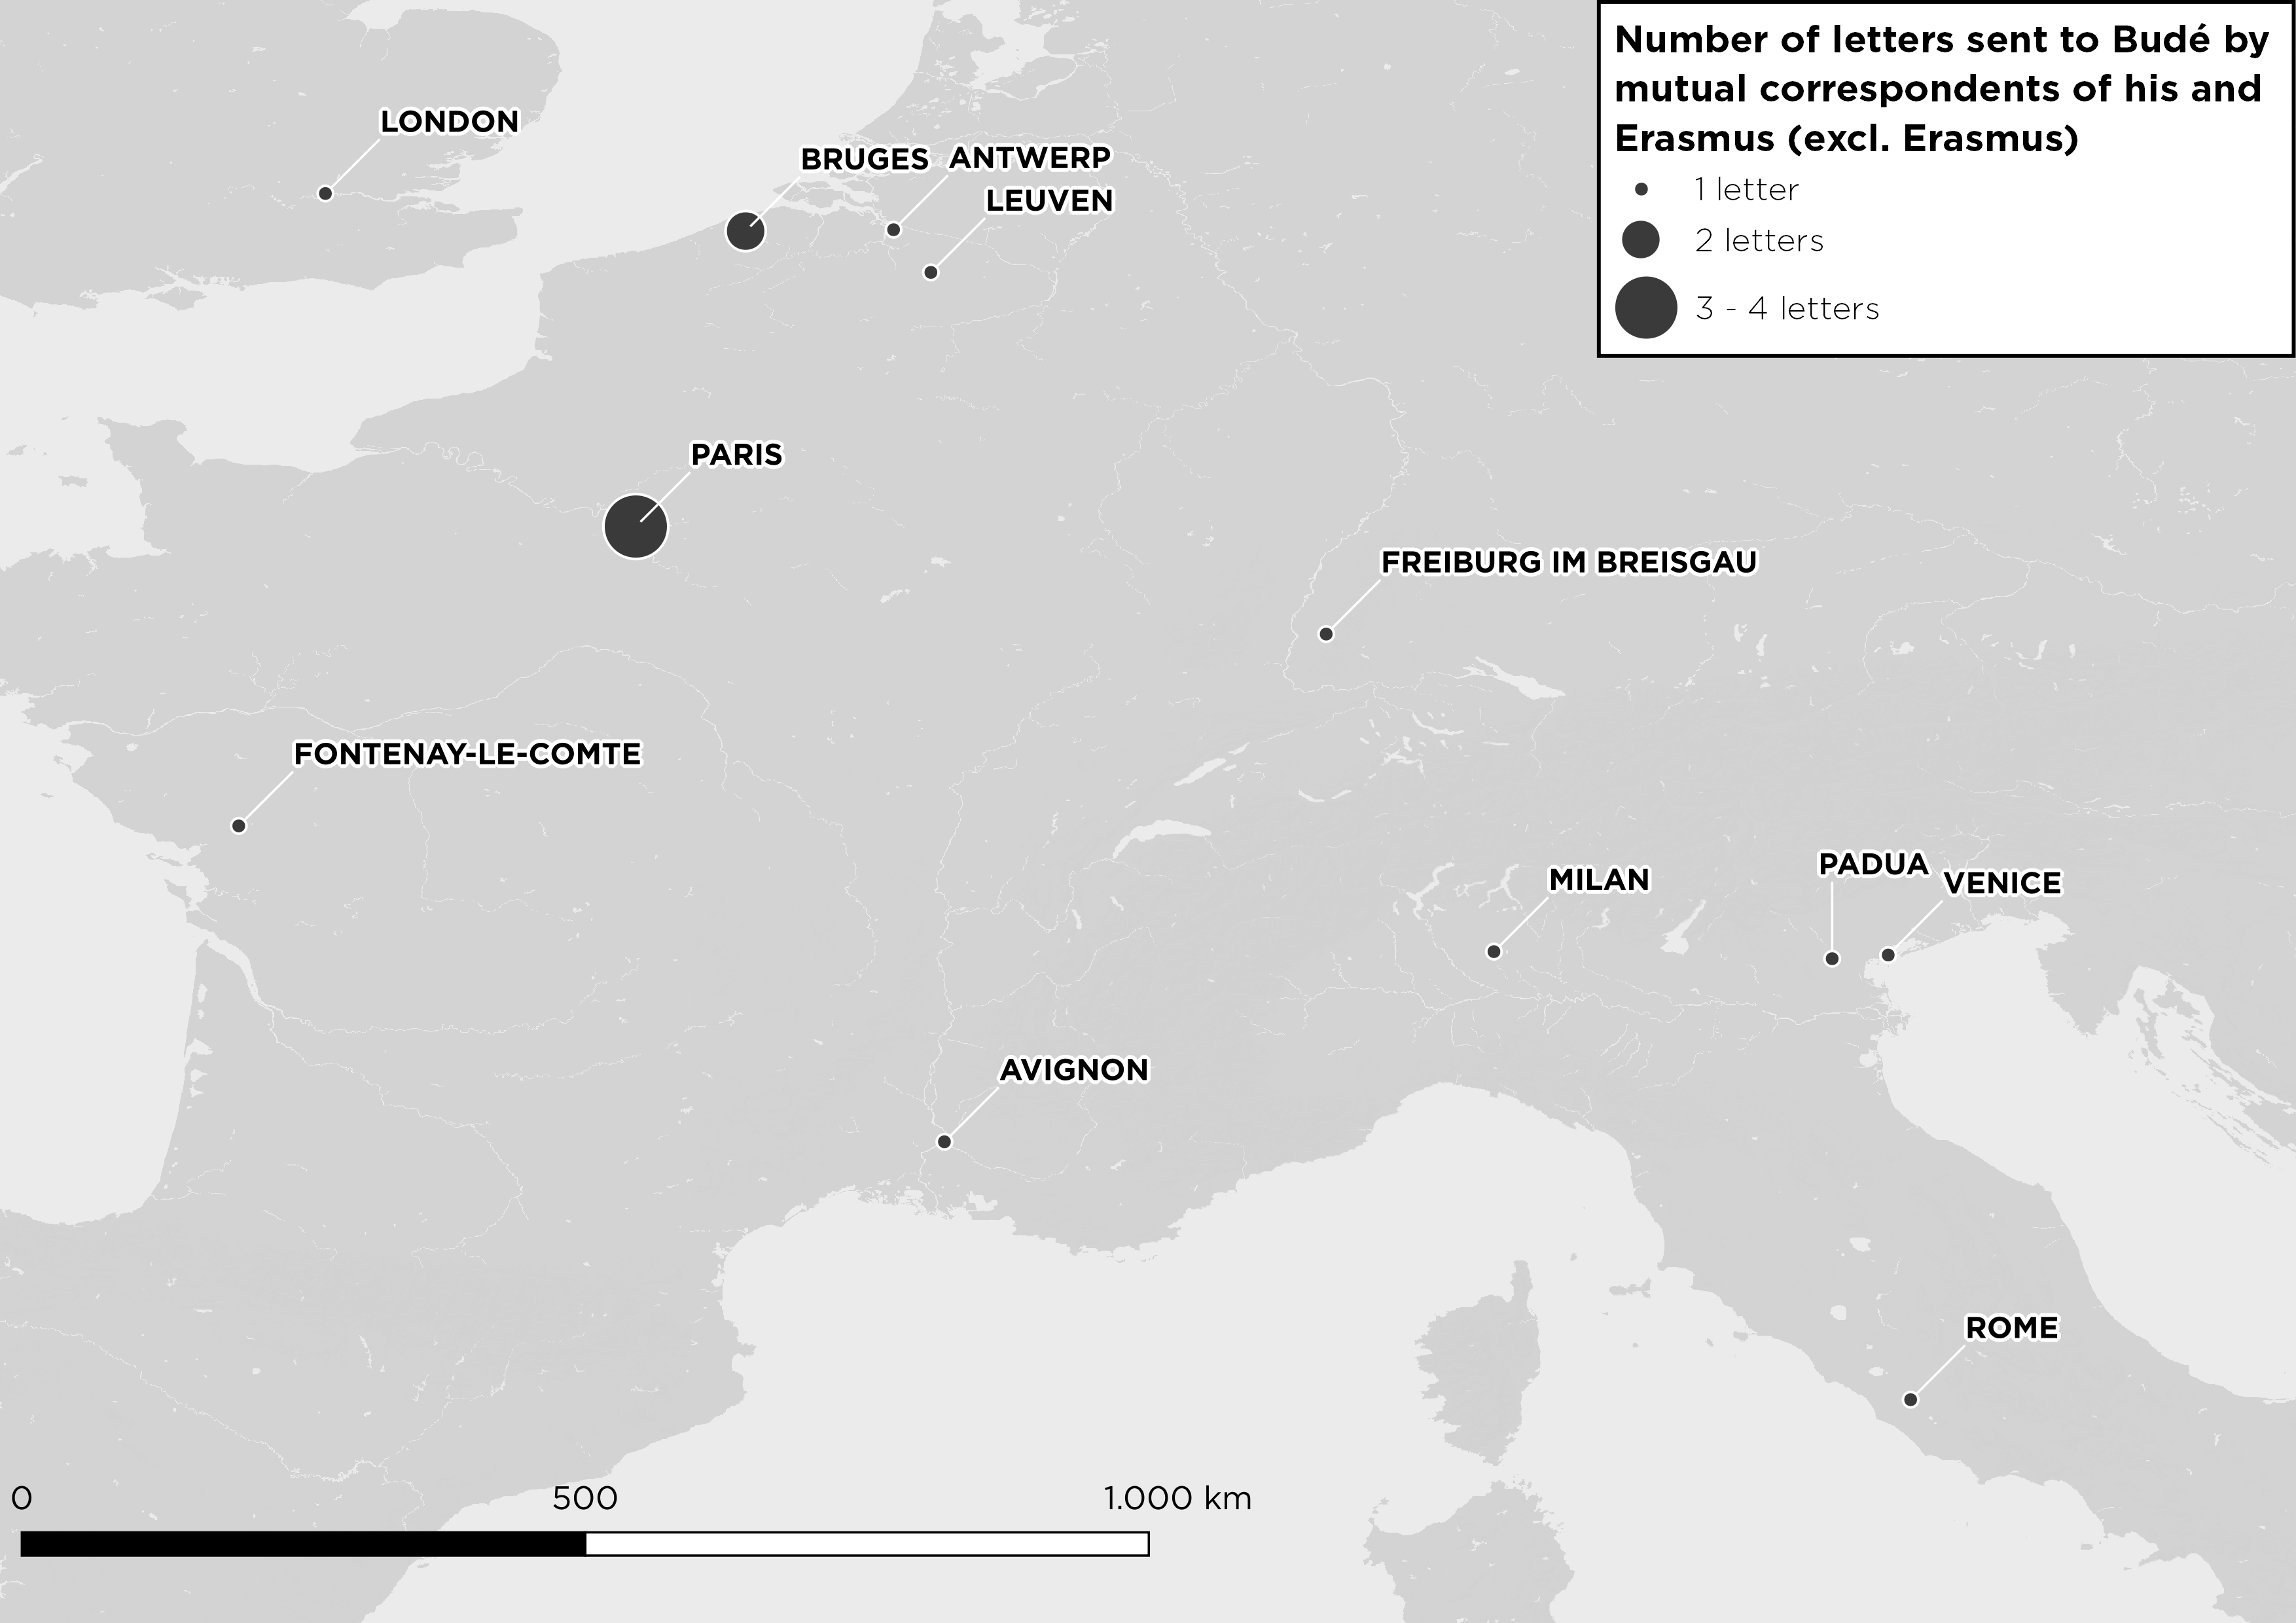 Number of letters sent to Budé by
mutual correspondents of his and
Erasmus (excl. Erasmus)
1 letter
2 letters
3 - 4 letters
LONDON
BRUGES
ANTWERP
LEUVEN
PARIS
FREIBURG IM BREISGAU
FONTENAY-LE-COMTE
MILAN
PADUA
VENICE
AVIGNON
ROME
0
500
1.000 km